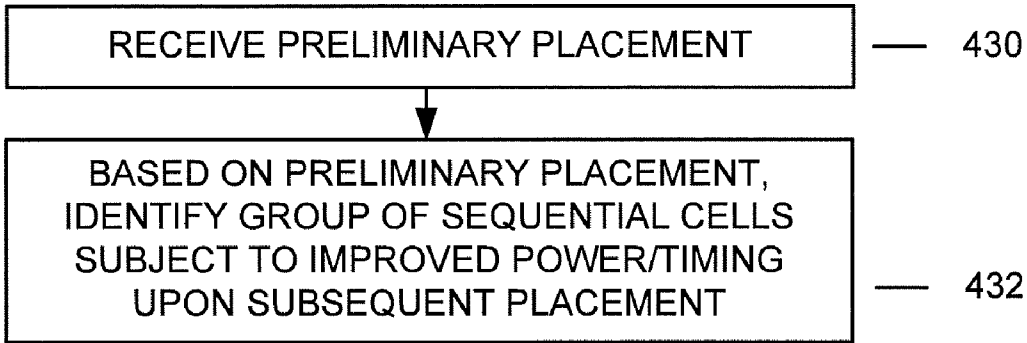 RECEIVE PRELIMINARY PLACEMENT
430
BASED ON PRELIMINARY PLACEMENT,
IDENTIFY GROUP OF SEQUENTIAL CELLS
SUBJECT TO IMPROVED POWER/TIMING
UPON SUBSEQUENT PLACEMENT
432